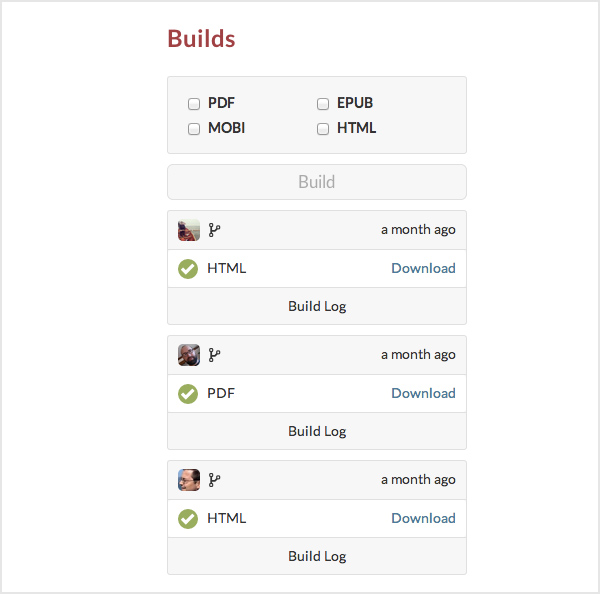 Builds
PDF EPUB
MOBI HTML
Build
a month ago
HTML Download
Build Log
a month ago
PDF Download
Build Log
a month ago
HTML Download
Build Log